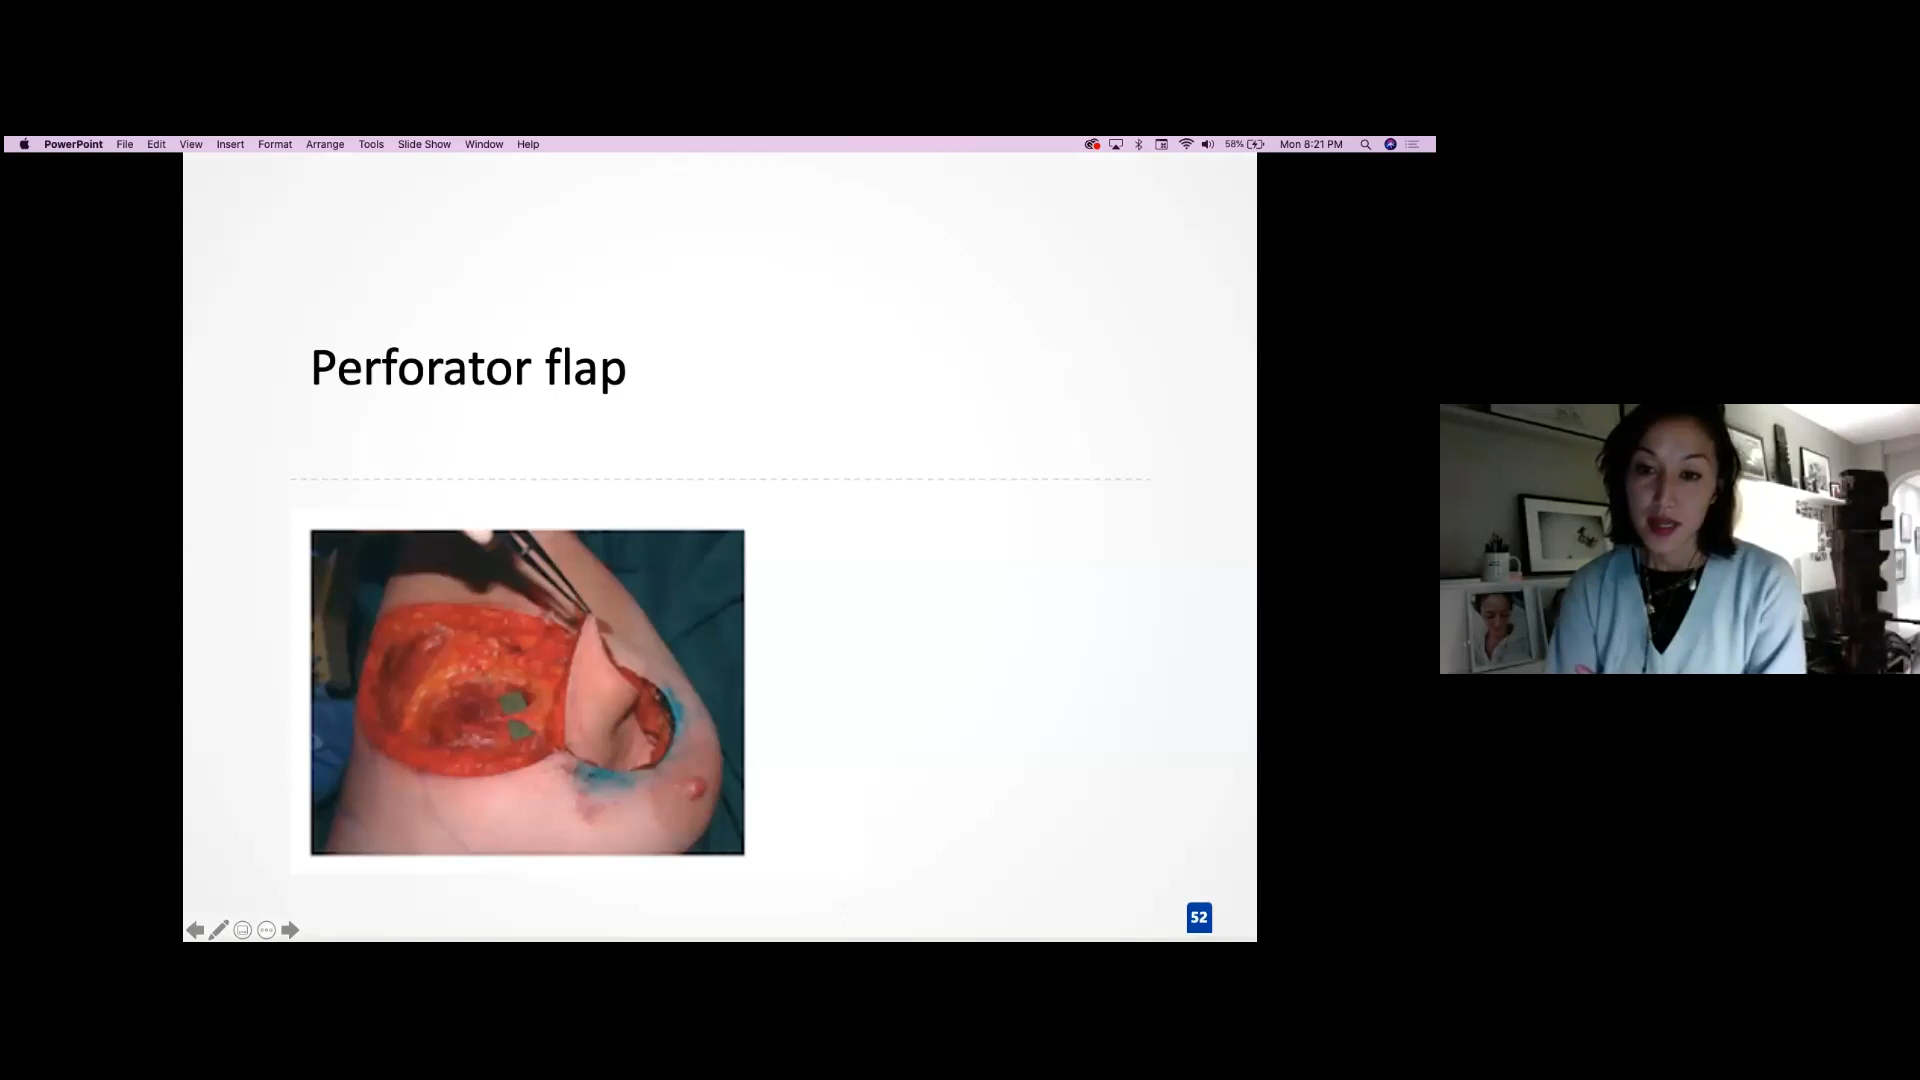 PowerPoint File Edit View Insert Format Arrange Tools Slide Show Window Help 58% Mon 8:21 PM
Perforator flap
52